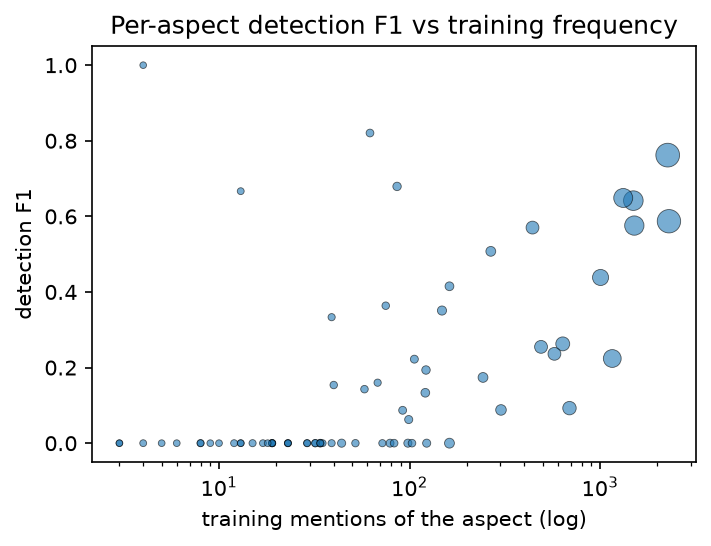 Per-aspect detection F1 vs training frequency
1.0
0.8
0.6
0.4
0.2
0.0
detection F1
10¹ 10² 10³
training mentions of the aspect (log)